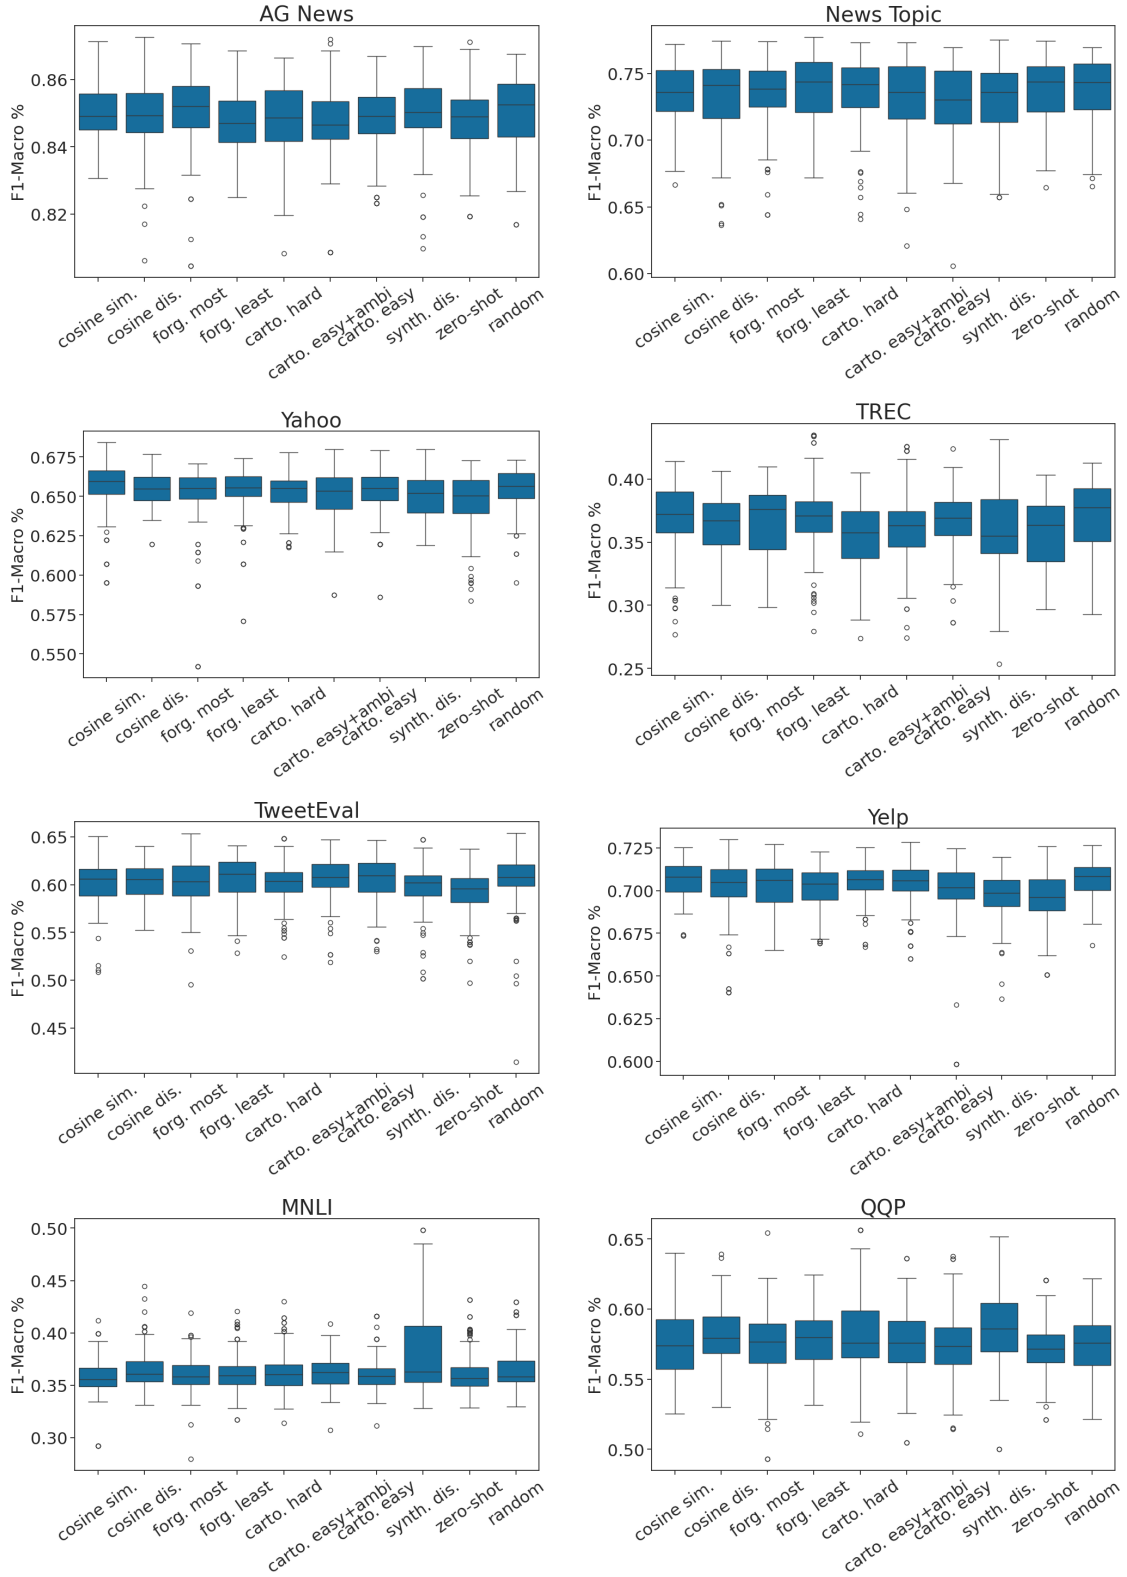 AG News
F1-Macro %
0.86
0.84
0.82
cosine sim.
cosine dis.
forg. most
forg. least
carto. hard
carto. easy+ambi
carto. easy
synth. dis.
zero-shot
random
News Topic
F1-Macro %
0.75
0.70
0.65
0.60
cosine sim.
cosine dis.
forg. most
forg. least
carto. hard
carto. easy+ambi
carto. easy
synth. dis.
zero-shot
random
Yahoo
F1-Macro %
0.675
0.650
0.625
0.600
0.575
0.550
cosine sim.
cosine dis.
forg. most
forg. least
carto. hard
carto. easy+ambi
carto. easy
synth. dis.
zero-shot
random
TREC
F1-Macro %
0.40
0.35
0.30
0.25
cosine sim.
cosine dis.
forg. most
forg. least
carto. hard
carto. easy+ambi
carto. easy
synth. dis.
zero-shot
random
TweetEval
F1-Macro %
0.65
0.60
0.55
0.50
0.45
cosine sim.
cosine dis.
forg. most
forg. least
carto. hard
carto. easy+ambi
carto. easy
synth. dis.
zero-shot
random
Yelp
F1-Macro %
0.725
0.700
0.675
0.650
0.625
0.600
cosine sim.
cosine dis.
forg. most
forg. least
carto. hard
carto. easy+ambi
carto. easy
synth. dis.
zero-shot
random
MNLI
F1-Macro %
0.50
0.45
0.40
0.35
0.30
cosine sim.
cosine dis.
forg. most
forg. least
carto. hard
carto. easy+ambi
carto. easy
synth. dis.
zero-shot
random
QQP
F1-Macro %
0.65
0.60
0.55
0.50
cosine sim.
cosine dis.
forg. most
forg. least
carto. hard
carto. easy+ambi
carto. easy
synth. dis.
zero-shot
random